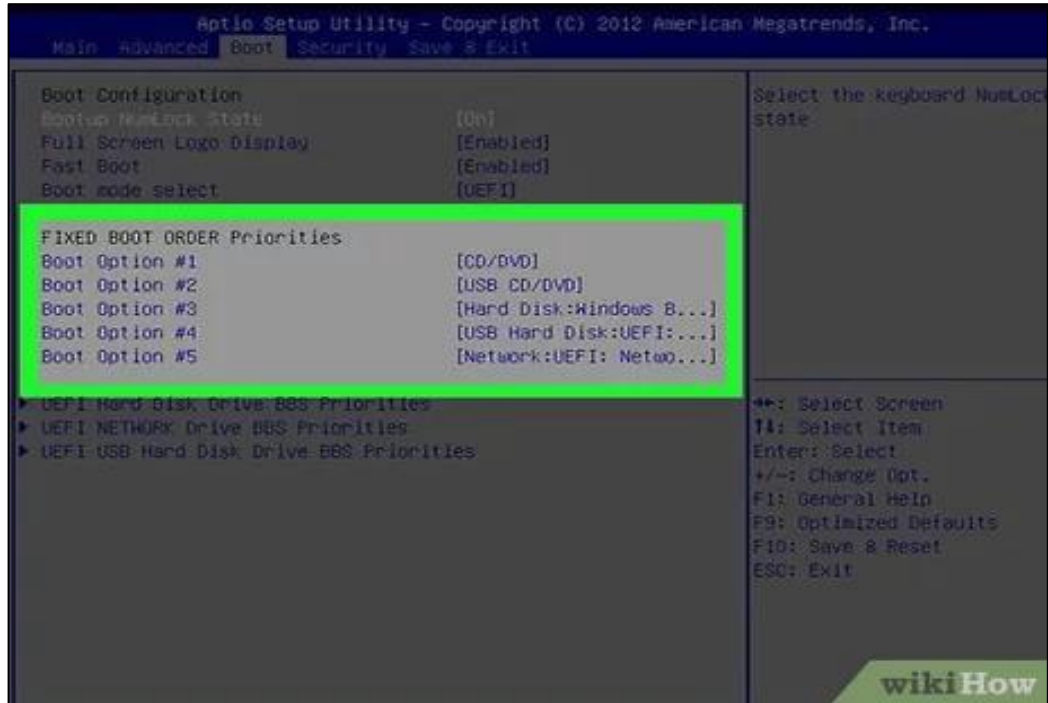 Aptio Setup Utility – Copyright (C) 2012 American Megatrends, Inc.
Main Advanced Boot Security Save & Exit
Boot Configuration
Bootup NumLock State [On]
Full Screen Logo Display [Enabled]
Fast Boot [Enabled]
Boot mode select [UEFI]
FIXED BOOT ORDER Priorities
Boot Option #1 [CD/DVD]
Boot Option #2 [USB CD/DVD]
Boot Option #3 [Hard Disk:Windows B...]
Boot Option #4 [USB Hard Disk:UEFI:...]
Boot Option #5 [Network:UEFI: Netwo...]
UEFI Hard Disk Drive BBS Priorities
UEFI NETWORK Drive BBS Priorities
UEFI USB Hard Disk Drive BBS Priorities
Select the keyboard NumLock
state
→←: Select Screen
↑↓: Select Item
Enter: Select
+/-: Change Opt.
F1: General Help
F9: Optimized Defaults
F10: Save & Reset
ESC: Exit
wikiHow